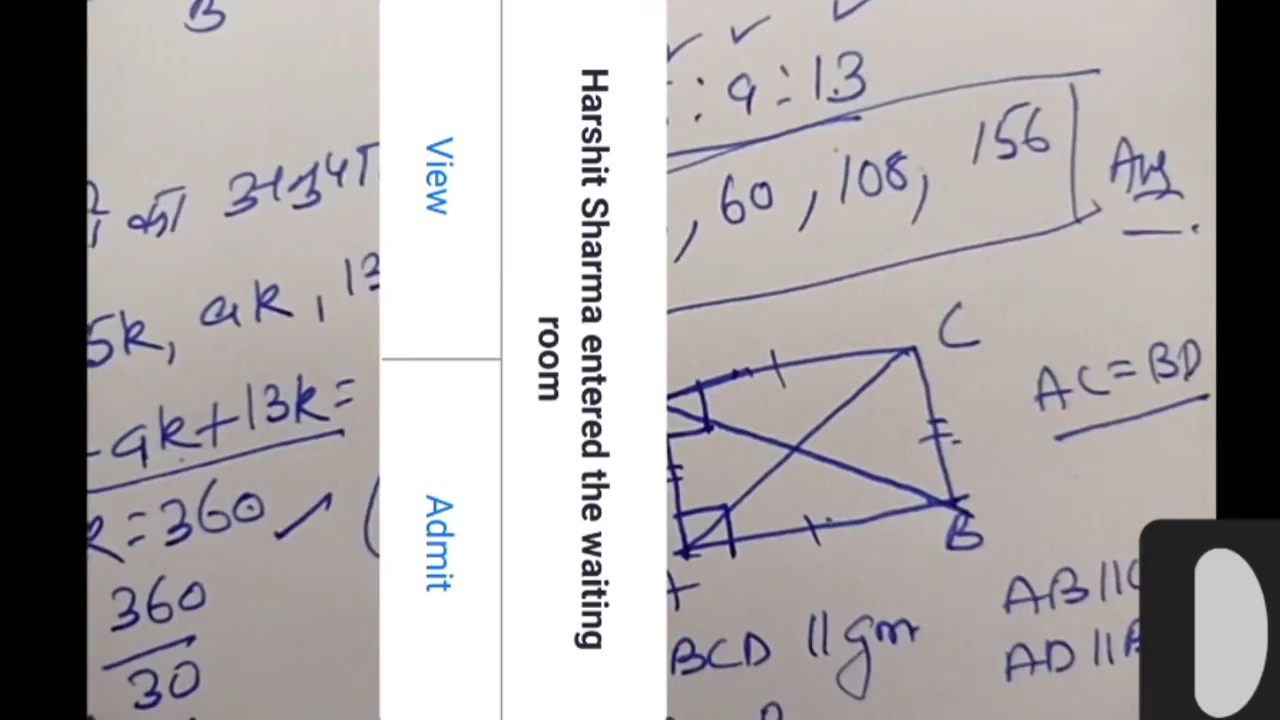 B
का अनुपात
5k, 9k, 13
9k+13k=
k=360
360
30
Harshit Sharma entered the waiting
room
View
Admit
: 9 : 13
, 60, 108, 156 Ans
C
AC = BD
B
BCD ||gm
AB ||
AD ||